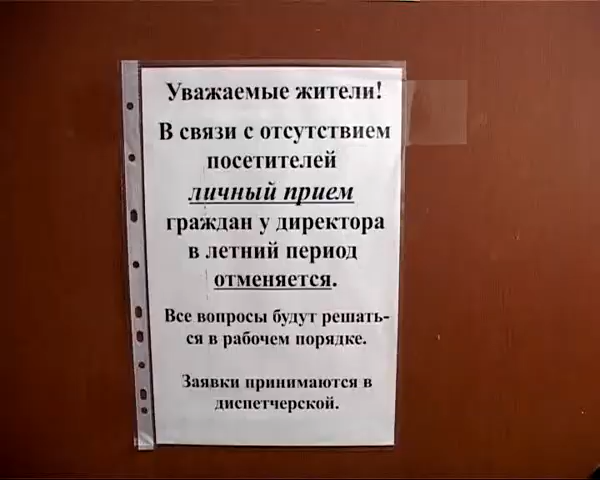 Уважаемые жители!
В связи с отсутствием
посетителей
личный прием
граждан у директора
в летний период
отменяется.
Все вопросы будут решать-
ся в рабочем порядке.
Заявки принимаются в
диспетчерской.